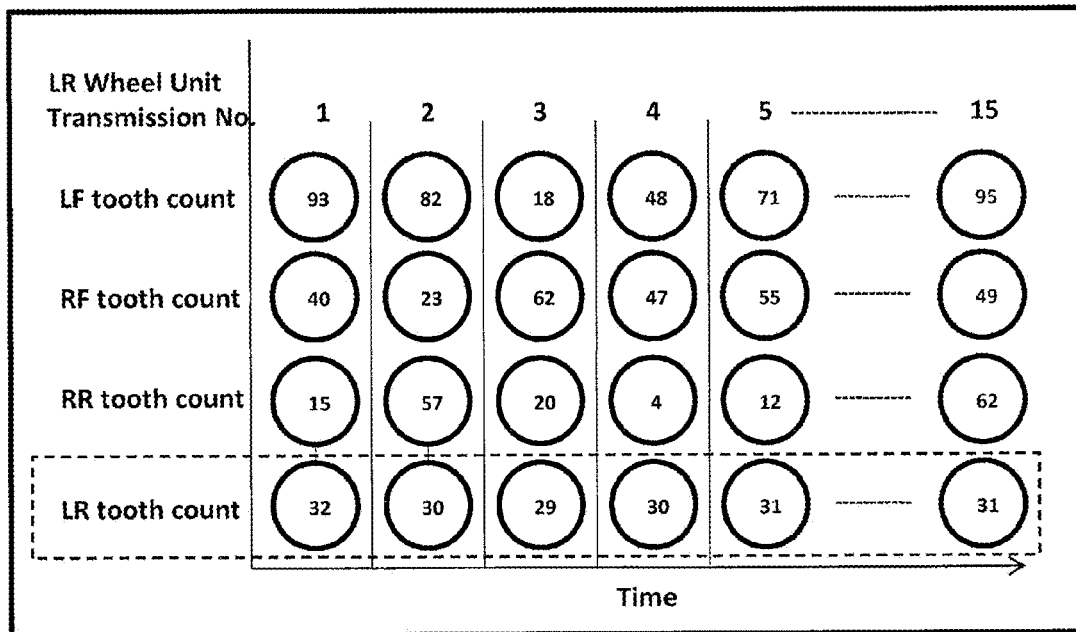 LR Wheel Unit
Transmission No. 1 2 3 4 5 ---------- 15
LF tooth count 93 82 18 48 71 ------ 95
RF tooth count 40 23 62 47 55 ------ 49
RR tooth count 15 57 20 4 12 ------ 62
LR tooth count 32 30 29 30 31 ------ 31
Time